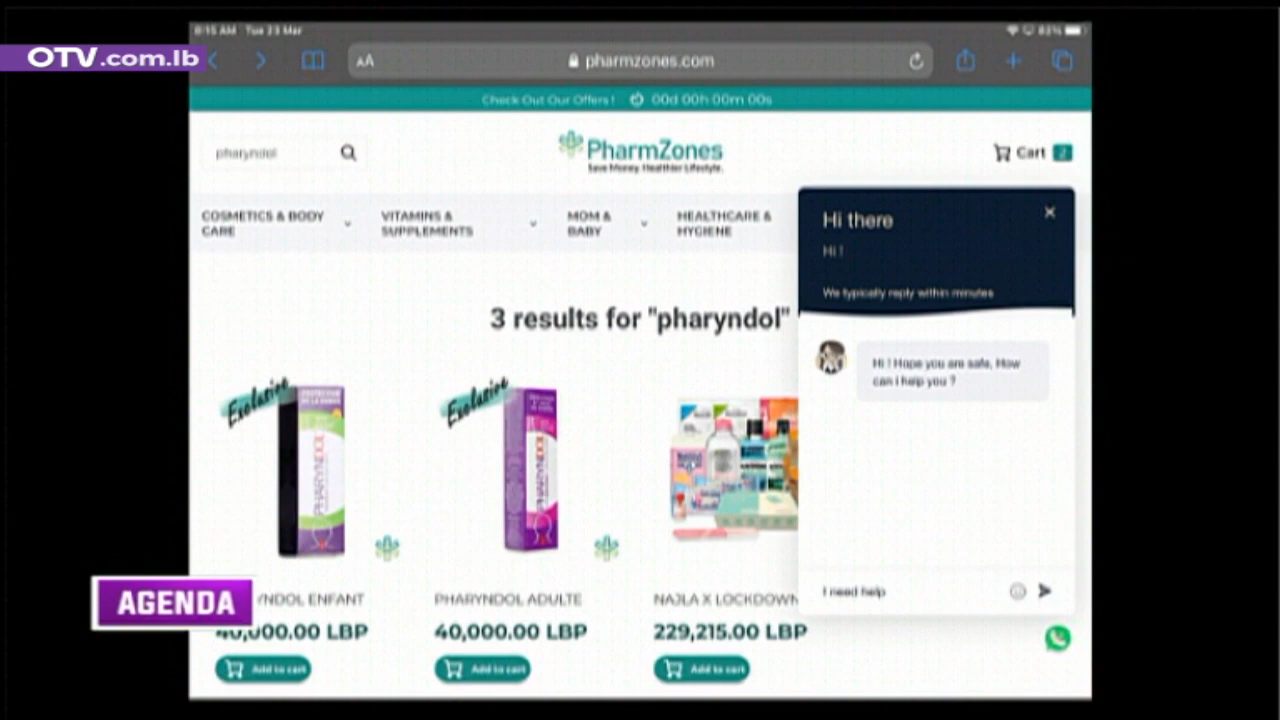 8:15 AM Tue 23 Mar
83%
OTV.com.lb
AA
pharmzones.com
Check Out Our Offers !
00d 00h 00m 00s
pharyndol
PharmZones
Save Money. Healthier Lifestyle.
Cart 2
COSMETICS & BODY CARE
VITAMINS & SUPPLEMENTS
MOM & BABY
HEALTHCARE & HYGIENE
Hi there
Hi !
We typically reply within minutes
3 results for "pharyndol"
Hi ! Hope you are safe, How
can i help you ?
Exclusive
PHARYNDOL
Exclusive
PHARYNDOL
I need help
AGENDA
YNDOL ENFANT
PHARYNDOL ADULTE
NAJLA X LOCKDOWN
40,000.00 LBP
40,000.00 LBP
229,215.00 LBP
Add to cart
Add to cart
Add to cart